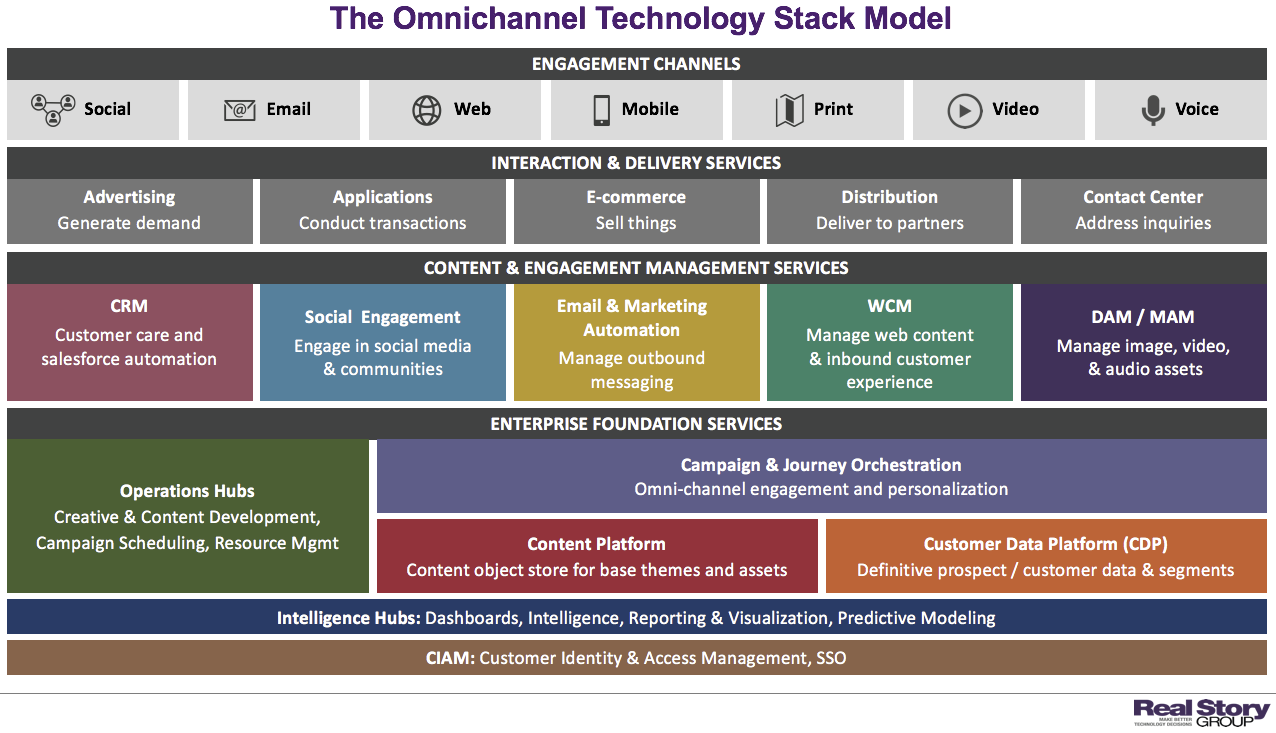 The Omnichannel Technology Stack Model
ENGAGEMENT CHANNELS
Social
Email
Web
Mobile
Print
Video
Voice
INTERACTION & DELIVERY SERVICES
Advertising
Generate demand
Applications
Conduct transactions
E-commerce
Sell things
Distribution
Deliver to partners
Contact Center
Address inquiries
CONTENT & ENGAGEMENT MANAGEMENT SERVICES
CRM
Customer care and
salesforce automation
Social Engagement
Engage in social media
& communities
Email & Marketing
Automation
Manage outbound
messaging
WCM
Manage web content
& inbound customer
experience
DAM / MAM
Manage image, video,
& audio assets
ENTERPRISE FOUNDATION SERVICES
Operations Hubs
Creative & Content Development,
Campaign Scheduling, Resource Mgmt
Campaign & Journey Orchestration
Omni-channel engagement and personalization
Content Platform
Content object store for base themes and assets
Customer Data Platform (CDP)
Definitive prospect / customer data & segments
Intelligence Hubs: Dashboards, Intelligence, Reporting & Visualization, Predictive Modeling
CIAM: Customer Identity & Access Management, SSO
Real Story
MAKE BETTER
TECHNOLOGY DECISIONS
GROUP